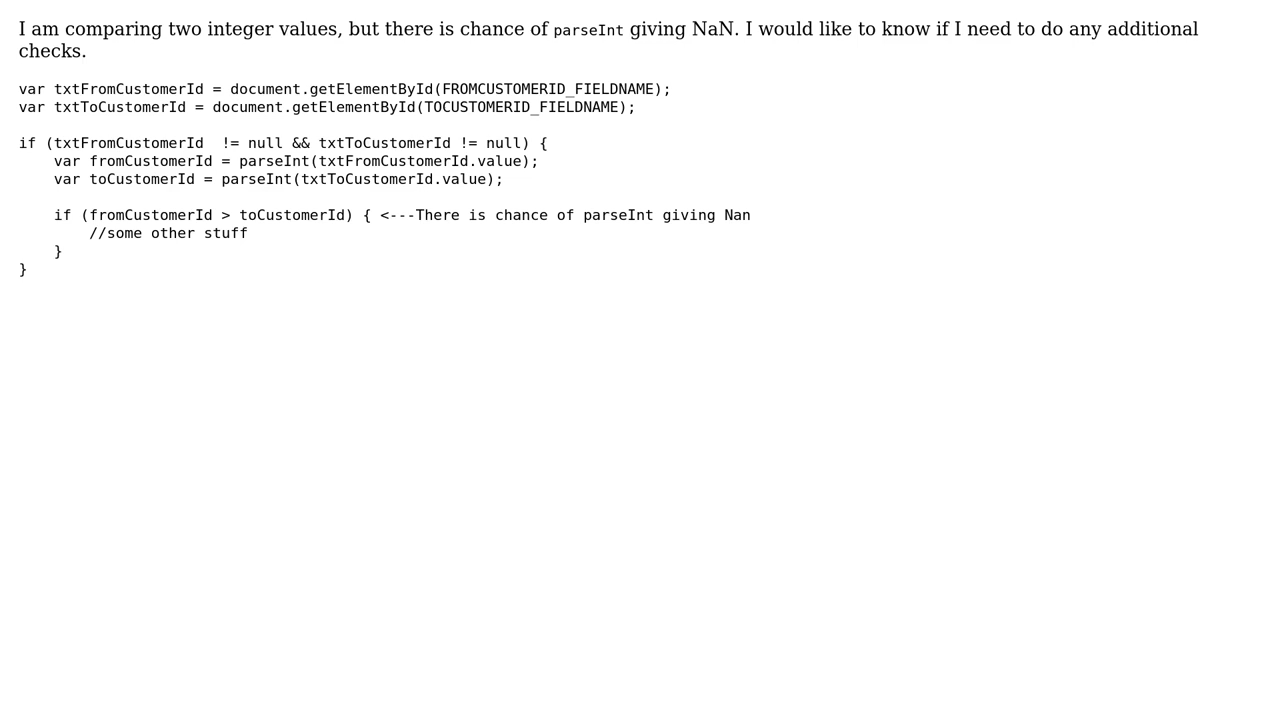 I am comparing two integer values, but there is chance of parseInt giving NaN. I would like to know if I need to do any additional
checks.
var txtFromCustomerId = document.getElementById(FROMCUSTOMERID_FIELDNAME);
var txtToCustomerId = document.getElementById(TOCUSTOMERID_FIELDNAME);
if (txtFromCustomerId  != null && txtToCustomerId != null) {
    var fromCustomerId = parseInt(txtFromCustomerId.value);
    var toCustomerId = parseInt(txtToCustomerId.value);
    if (fromCustomerId > toCustomerId) { <---There is chance of parseInt giving Nan
        //some other stuff
    }
}